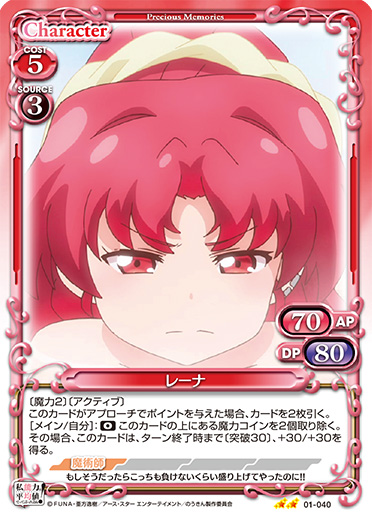 Precious Memories
Character
COST
5
SOURCE
3
70 AP
DP 80
レーナ
〔魔力2〕〔アクティブ〕
このカードがアプローチでポイントを与えた場合、カードを2枚引く。
［メイン/自分］：このカードの上にある魔力コインを2個取り除く。
その場合、このカードは、ターン終了時まで［突破30］、+30/+30を
得る。
魔術師
もしそうだったらこっちも負けないくらい盛り上げてやったのに!!
私、能力は平均値でって言ったよね!
©FUNA・亜方逸樹／アース・スター エンターテイメント／のうきん製作委員会
01-040